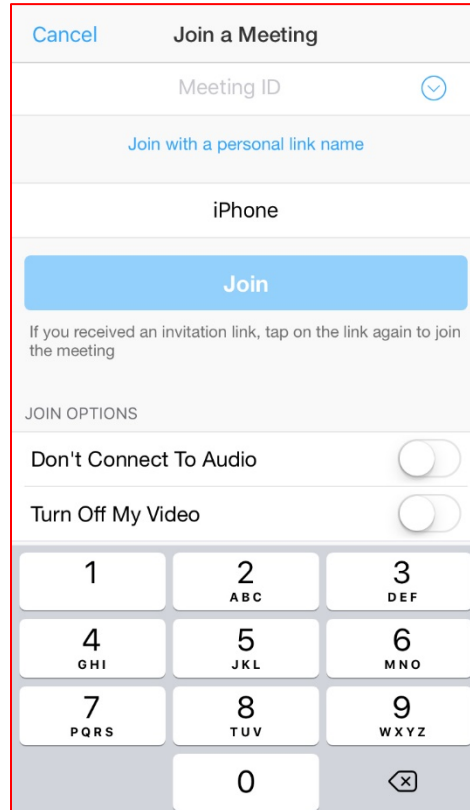 Cancel Join a Meeting
Meeting ID
Join with a personal link name
iPhone
Join
If you received an invitation link, tap on the link again to join
the meeting
JOIN OPTIONS
Don't Connect To Audio
Turn Off My Video
1 2 3
ABC DEF
4 5 6
GHI JKL MNO
7 8 9
PQRS TUV WXYZ
0